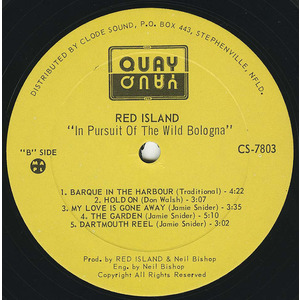 DISTRIBUTED BY CLODE SOUND, P.O. BOX 443, STEPHENVILLE, NFLD.
QUAY
QUAY
RED ISLAND
"In Pursuit Of The Wild Bologna"
"B" SIDE
CS-7803
1. BARQUE IN THE HARBOUR (Traditional) - 4:22
2. HOLD ON (Don Walsh) - 3:07
3. MY LOVE IS GONE AWAY (Jamie Snider) - 3:35
4. THE GARDEN (Jamie Snider) - 5:10
5. DARTMOUTH REEL (Jamie Snider) - 5:02
Prod. by RED ISLAND & Neil Bishop
Eng. by Neil Bishop
Copyright All Rights Reserved